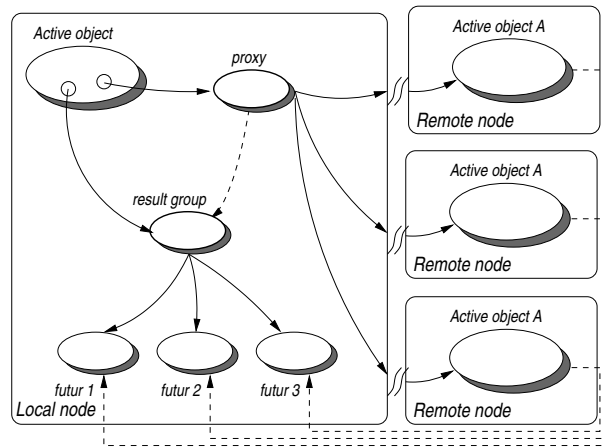 Active object
proxy
result group
futur 1
futur 2
futur 3
Local node
Active object A
Remote node
Active object A
Remote node
Active object A
Remote node